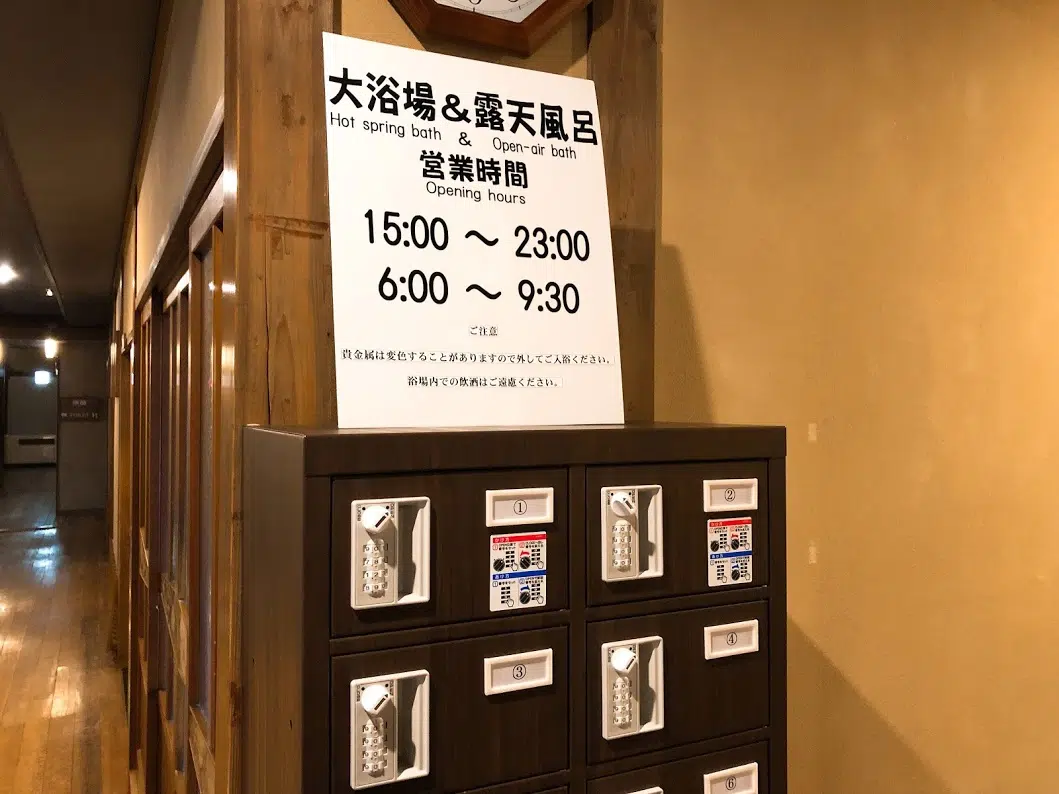 大浴場&露天風呂
Hot spring bath & Open-air bath
営業時間
Opening hours
15:00 ～ 23:00
6:00 ～ 9:30
ご注意
貴金属は変色することがありますので外してご入浴ください。
浴場内での飲酒はご遠慮ください。
①
②
③
④
⑥